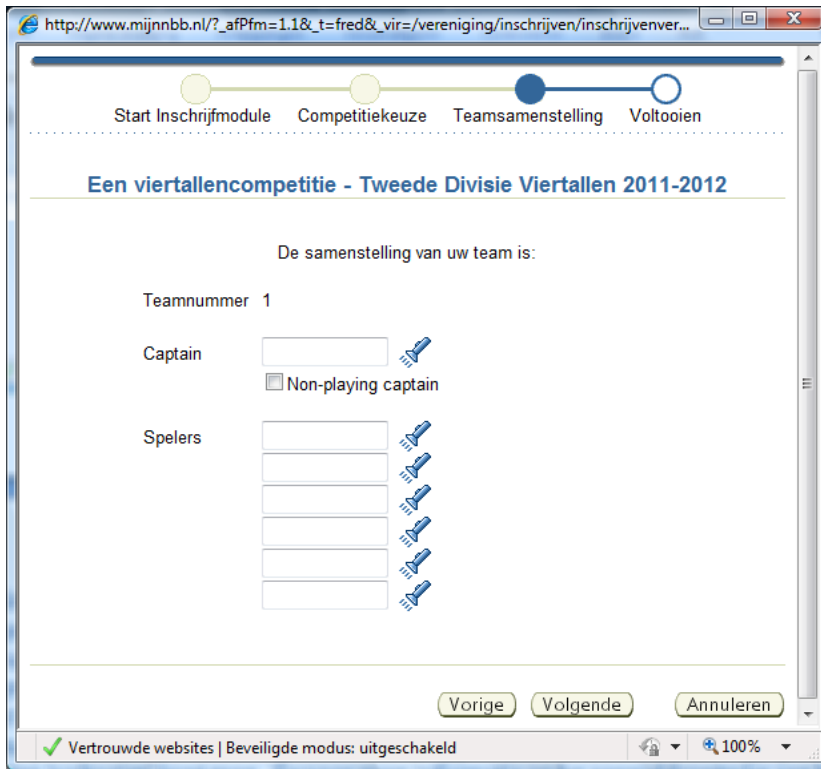 http://www.mijnnbb.nl/?_afPfm=1.1&_t=fred&_vir=/vereniging/inschrijven/inschrijvenver...
Start Inschrijfmodule Competitiekeuze Teamsamenstelling Voltooien
Een viertallencompetitie - Tweede Divisie Viertallen 2011-2012
De samenstelling van uw team is:
Teamnummer 1
Captain
Non-playing captain
Spelers
Vorige Volgende Annuleren
Vertrouwde websites | Beveiligde modus: uitgeschakeld 100%